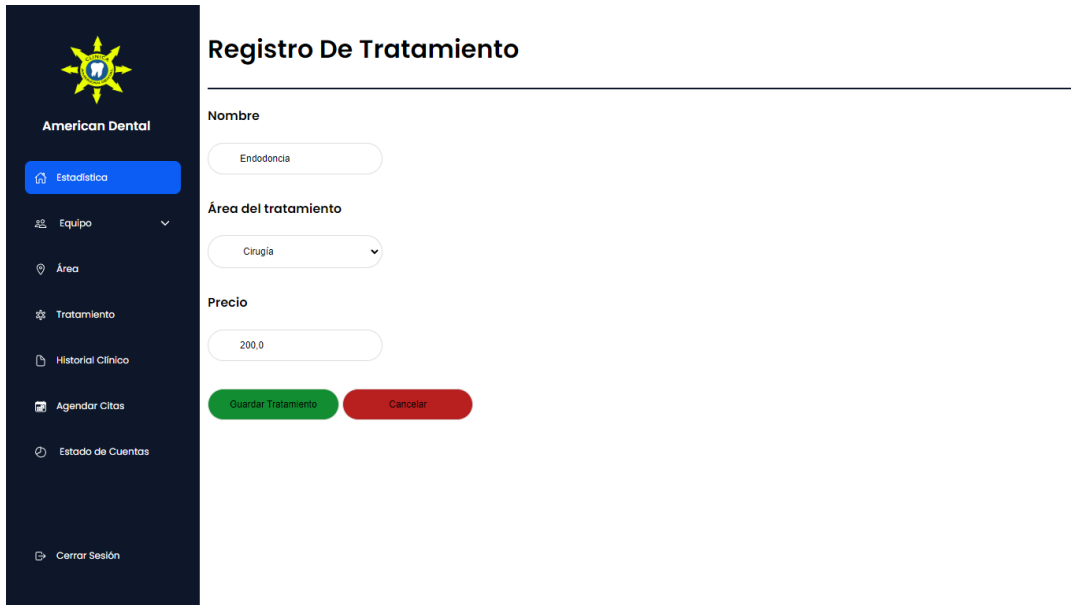 CLINICA
American Dental
Estadística
Equipo
Área
Tratamiento
Historial Clínico
Agendar Citas
Estado de Cuentas
Cerrar Sesión
Registro De Tratamiento
Nombre
Endodoncia
Área del tratamiento
Cirugía
Precio
200,0
Guardar Tratamiento
Cancelar